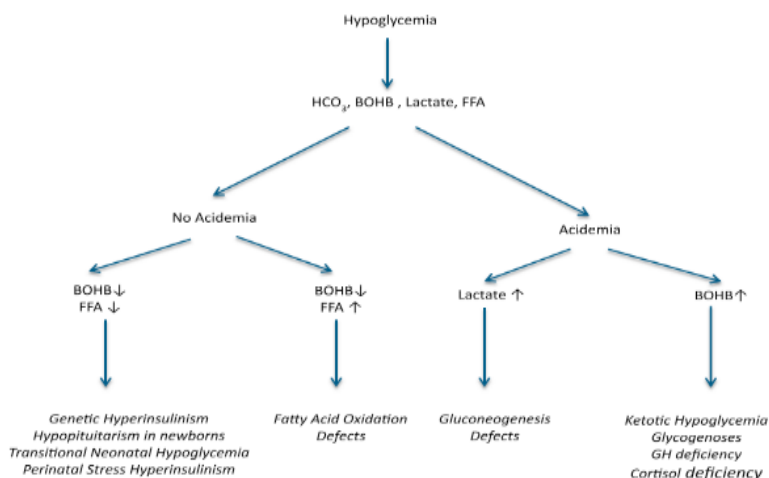 Hypoglycemia
HCO3, BOHB , Lactate, FFA
No Acidemia
Acidemia
BOHB↓
FFA ↓
BOHB↓
FFA ↑
Lactate ↑
BOHB↑
Genetic Hyperinsulinism
Hypopituitarism in newborns
Transitional Neonatal Hypoglycemia
Perinatal Stress Hyperinsulinism
Fatty Acid Oxidation
Defects
Gluconeogenesis
Defects
Ketotic Hypoglycemia
Glycogenoses
GH deficiency
Cortisol deficiency